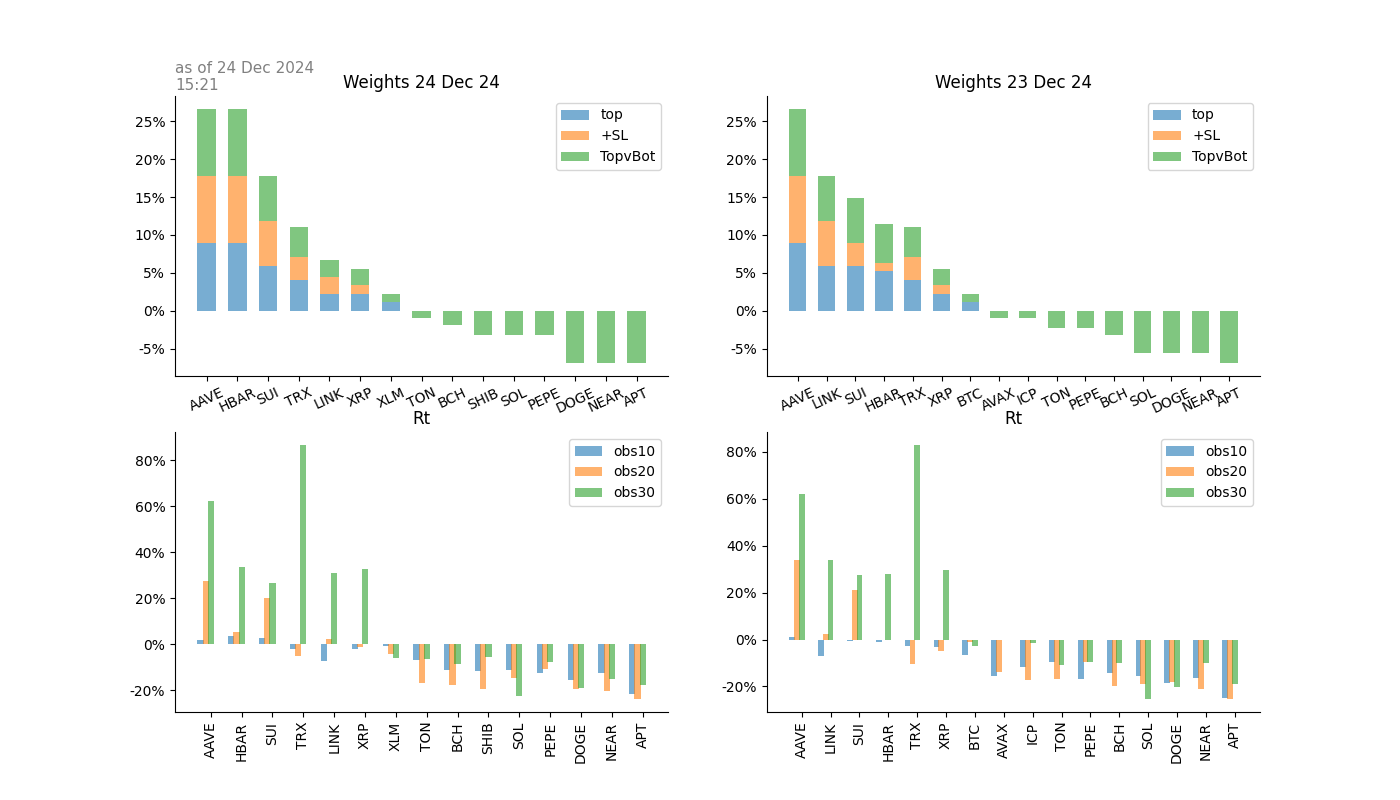 as of 24 Dec 2024
15:21
Weights 24 Dec 24
25%
20%
15%
10%
5%
0%
-5%
top
+SL
TopvBot
AAVE HBAR SUI TRX LINK XRP XLM TON BCH SHIB SOL PEPE DOGE NEAR APT
Weights 23 Dec 24
25%
20%
15%
10%
5%
0%
-5%
top
+SL
TopvBot
AAVE LINK SUI HBAR TRX XRP BTC AVAX ICP TON PEPE BCH SOL DOGE NEAR APT
Rt
80%
60%
40%
20%
0%
-20%
obs10
obs20
obs30
AAVE HBAR SUI TRX LINK XRP XLM TON BCH SHIB SOL PEPE DOGE NEAR APT
Rt
80%
60%
40%
20%
0%
-20%
obs10
obs20
obs30
AAVE LINK SUI HBAR TRX XRP BTC AVAX ICP TON PEPE BCH SOL DOGE NEAR APT